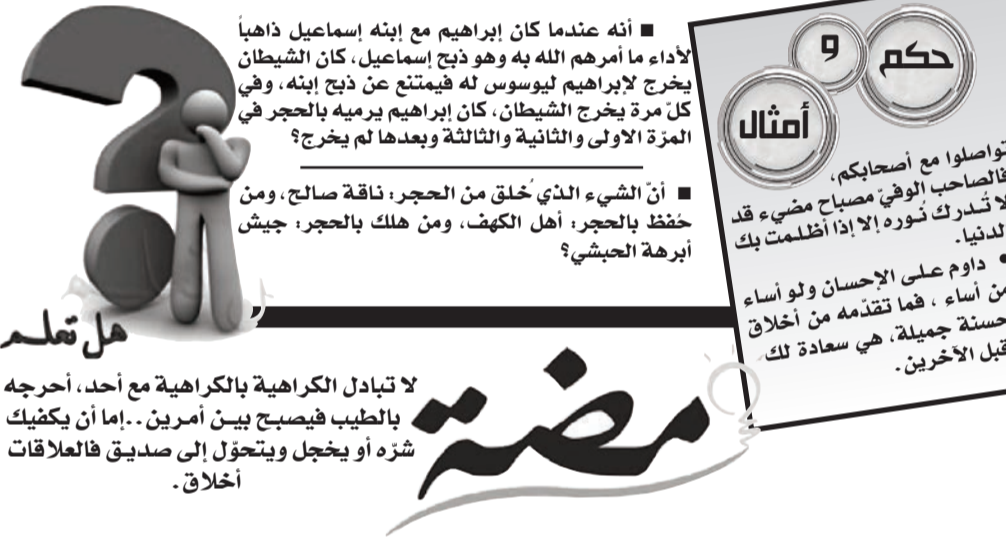 حكم
و
أمثال
تواصلوا مع أصحابكم،
فالصاحب الوفيّ مصباح مضيء قد
لا تُدرك نُوره إلا إذا أظلمت بك
لدنيا.
• داوم على الإحسان ولو أساء
من أساء ، فما تقدّمه من أخلاق
حسنة جميلة، هي سعادة لك
قبل الآخرين.
■ أنه عندما كان إبراهيم مع إبنه إسماعيل ذاهباً
لأداء ما أمرهم الله به وهو ذبح إسماعيل، كان الشيطان
يخرج لإبراهيم ليوسوس له فيمتنع عن ذبح إبنه، وفي
كلّ مرة يخرج الشيطان، كان إبراهيم يرميه بالحجر في
المرّة الاولى والثانية والثالثة وبعدها لم يخرج؟
■ أنّ الشيء الذي خُلق من الحجر: ناقة صالح، ومن
حُفظ بالحجر: أهل الكهف، ومن هلك بالحجر: جيش
أبرهة الحبشي؟
هل تعلم
ومضة
لا تبادل الكراهية بالكراهية مع أحد، أحرجه
بالطيب فيصبح بين أمرين..إما أن يكفيك
شرّه أو يخجل ويتحوّل إلى صديق فالعلاقات
أخلاق.